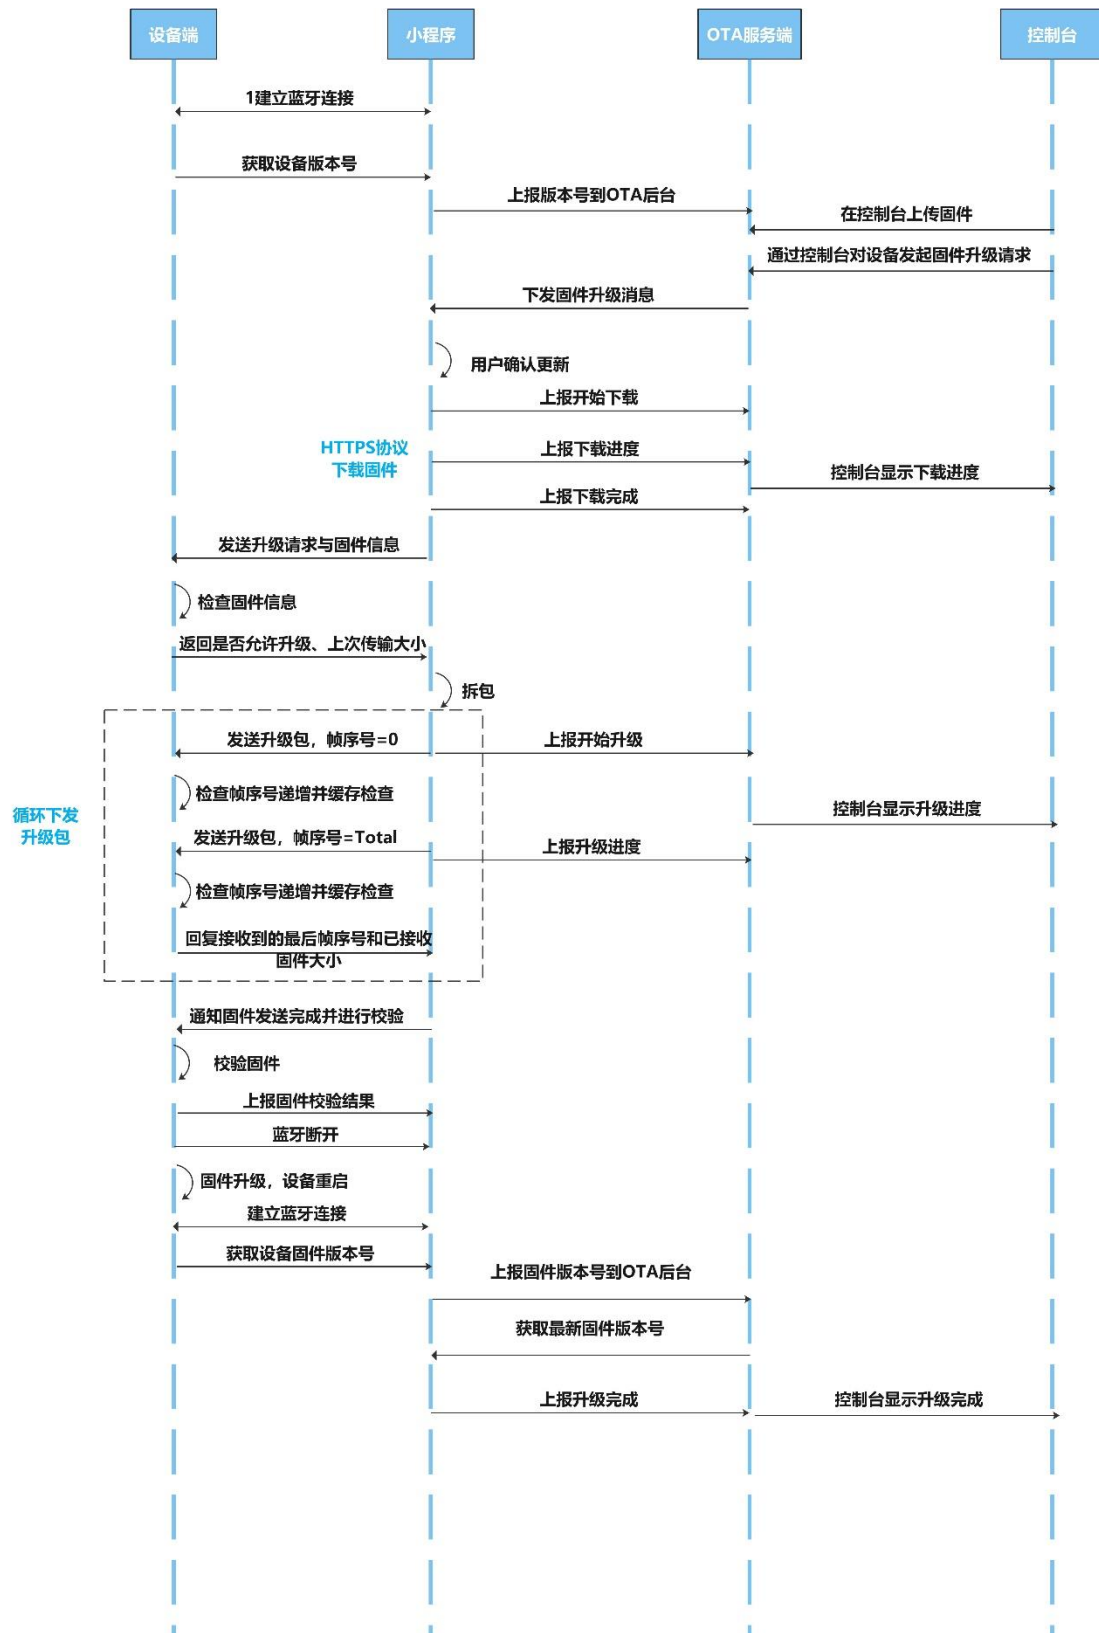 设备端
小程序
OTA服务端
控制台
1建立蓝牙连接
获取设备版本号
上报版本号到OTA后台
在控制台上传固件
通过控制台对设备发起固件升级请求
下发固件升级消息
用户确认更新
上报开始下载
HTTPS协议
下载固件
上报下载进度
控制台显示下载进度
上报下载完成
发送升级请求与固件信息
检查固件信息
返回是否允许升级、上次传输大小
拆包
发送升级包，帧序号=0
上报开始升级
检查帧序号递增并缓存检查
循环下发
升级包
控制台显示升级进度
发送升级包，帧序号=Total
上报升级进度
检查帧序号递增并缓存检查
回复接收到的最后帧序号和已接收
固件大小
通知固件发送完成并进行校验
校验固件
上报固件校验结果
蓝牙断开
固件升级，设备重启
建立蓝牙连接
获取设备固件版本号
上报固件版本号到OTA后台
获取最新固件版本号
上报升级完成
控制台显示升级完成